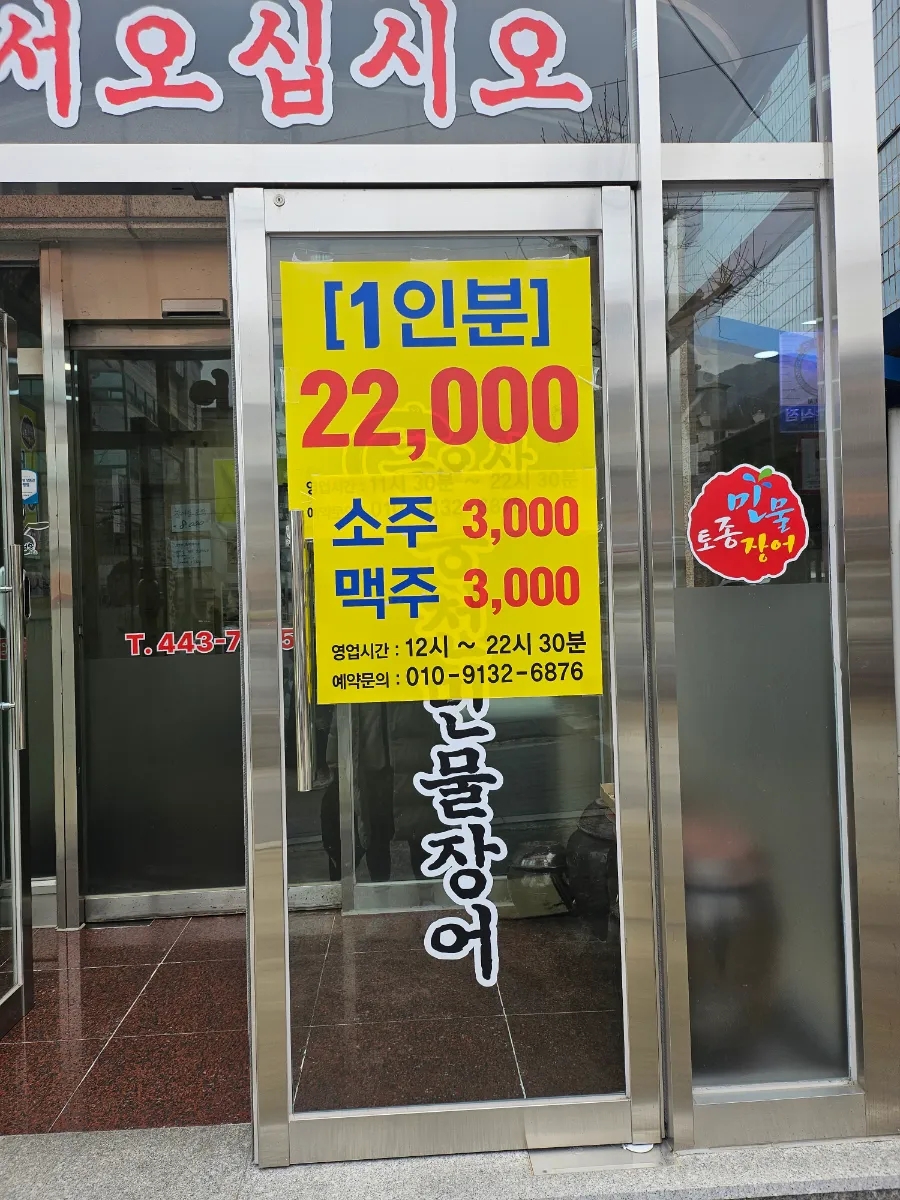 서오십시오
[1인분]
22,000
소주 3,000
맥주 3,000
영업시간 : 12시 ~ 22시 30분
예약문의 : 010-9132-6876
T. 443-7
민물장어
토종
민물
장어